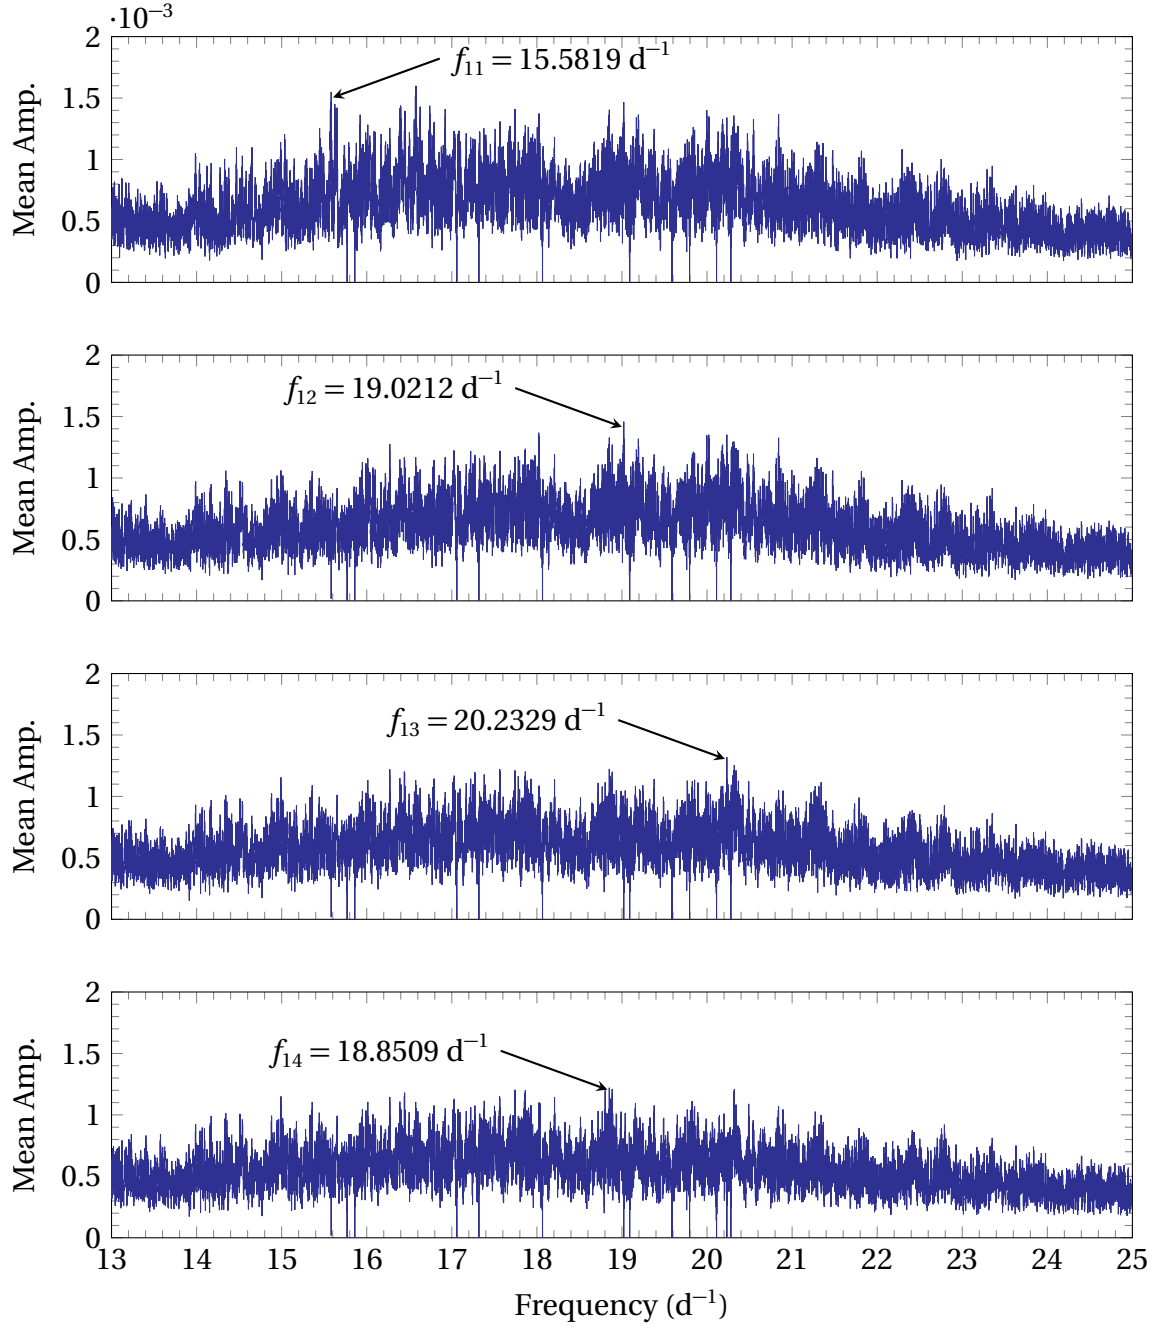 ·10⁻³
2
1.5
1
0.5
0
Mean Amp.
f₁₁ = 15.5819 d⁻¹
2
1.5
1
0.5
0
Mean Amp.
f₁₂ = 19.0212 d⁻¹
2
1.5
1
0.5
0
Mean Amp.
f₁₃ = 20.2329 d⁻¹
2
1.5
1
0.5
0
Mean Amp.
f₁₄ = 18.8509 d⁻¹
13 14 15 16 17 18 19 20 21 22 23 24 25
Frequency (d⁻¹)